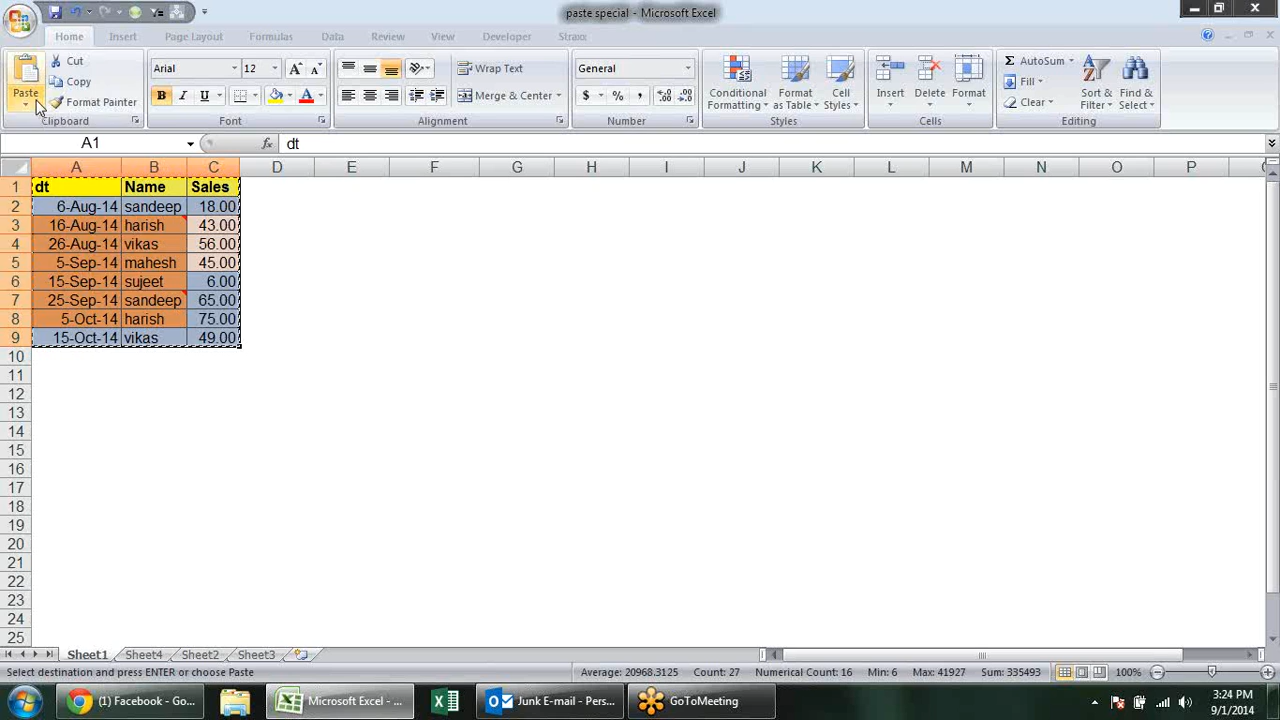 paste special - Microsoft Excel
Home Insert Page Layout Formulas Data Review View Developer Straxx
Cut
Copy
Format Painter
Paste
Clipboard
Arial 12
B I U
Font
Wrap Text
Merge & Center
Alignment
General
$ % ,
Number
Conditional Formatting
Format as Table
Cell Styles
Styles
Insert Delete Format
Cells
AutoSum
Fill
Clear
Sort & Filter
Find & Select
Editing
A1 fx dt
A B C D E F G H I J K L M N O P
1 dt Name Sales
2 6-Aug-14 sandeep 18.00
3 16-Aug-14 harish 43.00
4 26-Aug-14 vikas 56.00
5 5-Sep-14 mahesh 45.00
6 15-Sep-14 sujeet 6.00
7 25-Sep-14 sandeep 65.00
8 5-Oct-14 harish 75.00
9 15-Oct-14 vikas 49.00
10
11
12
13
14
15
16
17
18
19
20
21
22
23
24
25
Sheet1 Sheet4 Sheet2 Sheet3
Select destination and press ENTER or choose Paste Average: 20968.3125 Count: 27 Numerical Count: 16 Min: 6 Max: 41927 Sum: 335493 100%
(1) Facebook - Go... Microsoft Excel - ... Junk E-mail - Pers... GoToMeeting
3:24 PM
9/1/2014